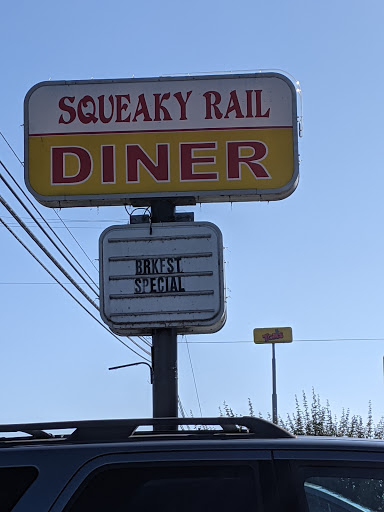 SQUEAKY RAIL
DINER
BRKFST
SPECIAL